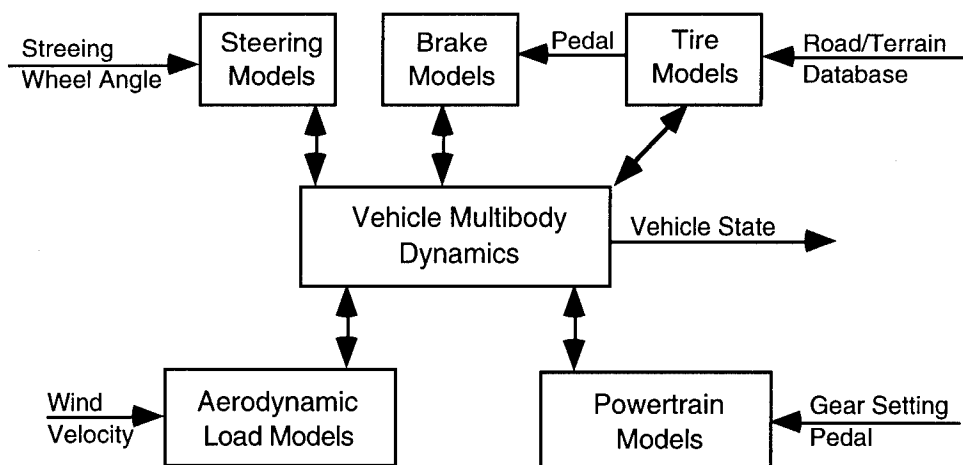 Streeing
Wheel Angle
Steering
Models
Brake
Models
Pedal
Tire
Models
Road/Terrain
Database
Vehicle Multibody
Dynamics
Vehicle State
Wind
Velocity
Aerodynamic
Load Models
Powertrain
Models
Gear Setting
Pedal